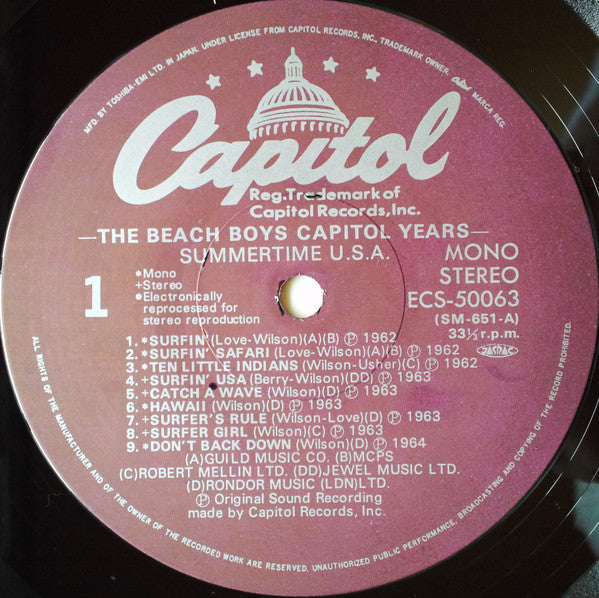 MFD. BY TOSHIBA-EMI LTD. IN JAPAN. UNDER LICENSE FROM CAPITOL RECORDS, INC., TRADEMARK OWNER. Capitol MARCA REG.
Capitol
Reg.Trademark of
Capitol Records,Inc.
—THE BEACH BOYS CAPITOL YEARS—
SUMMERTIME U.S.A.
MONO
STEREO
ECS-50063
(SM-651-A)
33⅓ r.p.m.
JASRAC
1
*Mono
+Stereo
●Electronically
reprocessed for
stereo reproduction
1. *SURFIN'(Love-Wilson)(A)(B) Ⓟ 1962
2. *SURFIN' SAFARI (Love-Wilson)(A)(B) Ⓟ 1962
3. *TEN LITTLE INDIANS (Wilson-Usher)(C) Ⓟ 1962
4. +SURFIN' USA (Berry-Wilson)(DD) Ⓟ 1963
5. +CATCH A WAVE (Wilson)(D) Ⓟ 1963
6. *HAWAII (Wilson)(D) Ⓟ 1963
7. +SURFER'S RULE (Wilson-Love)(D) Ⓟ 1963
8. +SURFER GIRL (Wilson)(C) Ⓟ 1963
9. *DON'T BACK DOWN (Wilson)(D) Ⓟ 1964
(A)GUILD MUSIC CO. (B)MCPS
(C)ROBERT MELLIN LTD. (DD)JEWEL MUSIC LTD.
(D)RONDOR MUSIC (LDN)LTD.
Ⓟ Original Sound Recording
made by Capitol Records, Inc.
ALL RIGHTS OF THE MANUFACTURER AND OF THE OWNER OF THE RECORDED WORK ARE RESERVED. UNAUTHORIZED PUBLIC PERFORMANCE, BROADCASTING AND COPYING OF THE RECORD PROHIBITED.